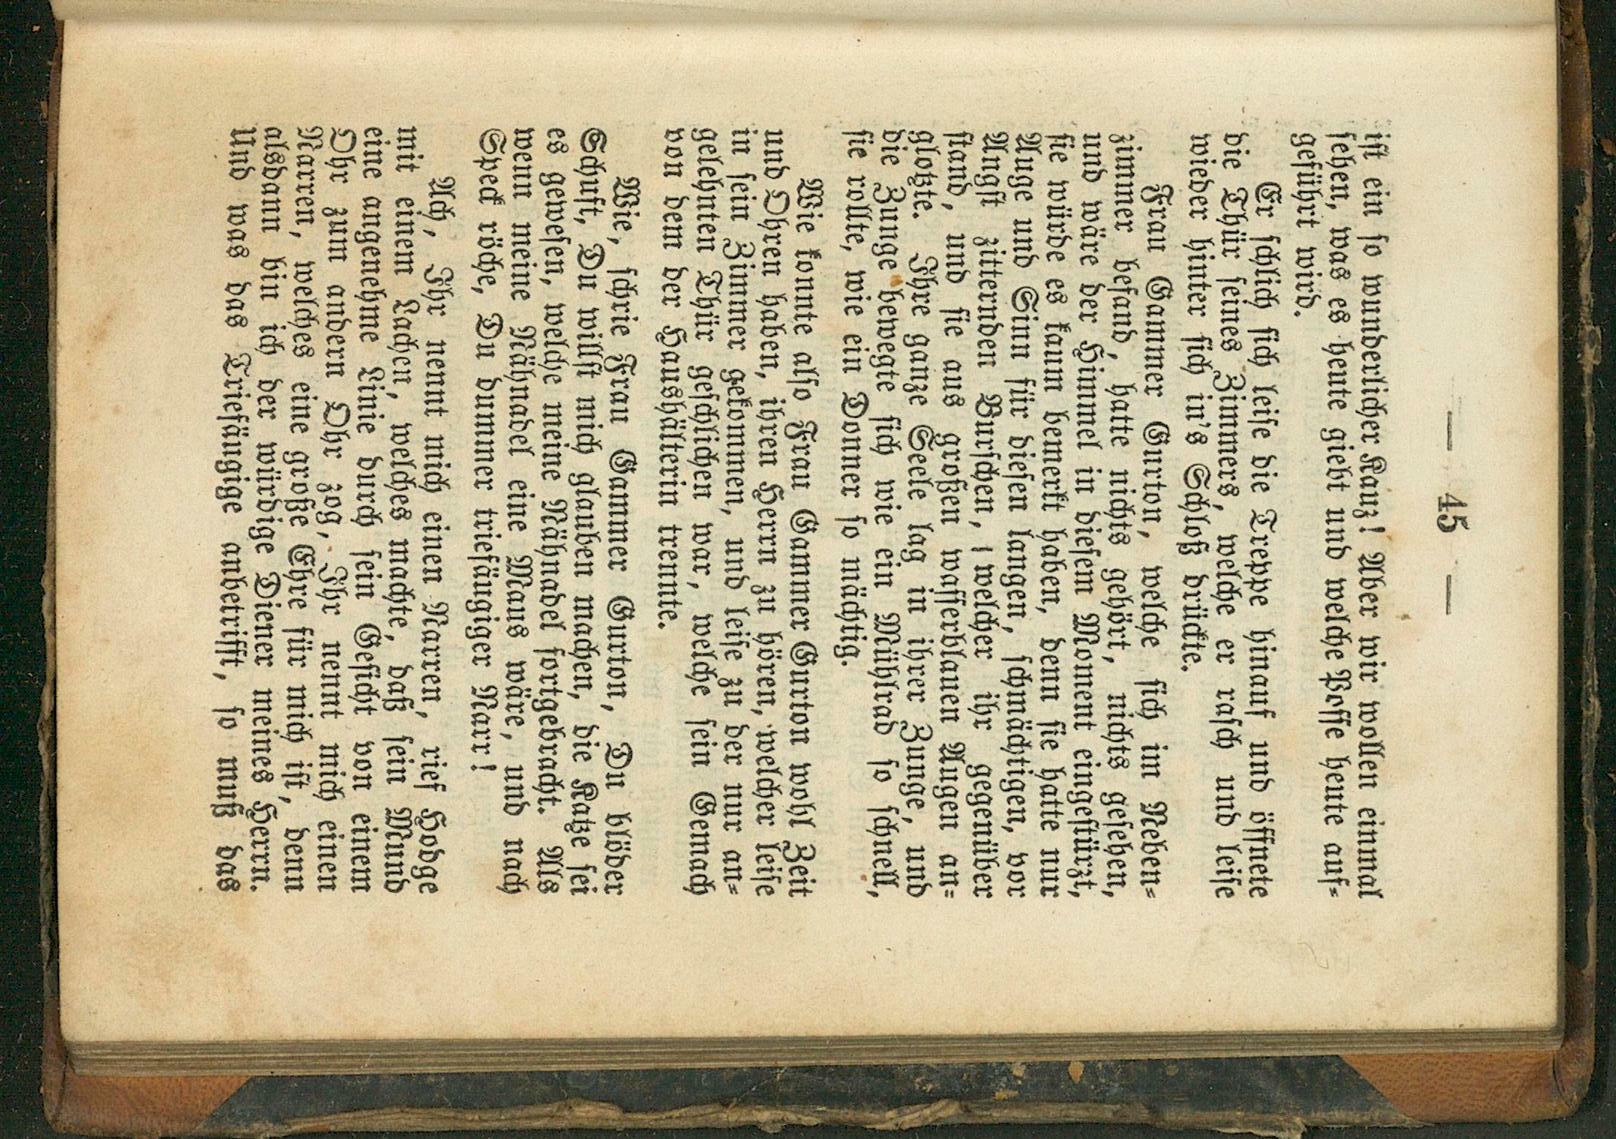 — 45 —
ist ein so wunderlicher Kauz! Aber wir wollen einmal
sehen, was es heute giebt und welche Posse heute auf-
geführt wird.
Er schlich sich leise die Treppe hinauf und öffnete
die Thür seines Zimmers, welche er rasch und leise
wieder hinter sich in's Schloß drückte.
Frau Gammer Gurton, welche sich im Neben-
zimmer befand, hatte nichts gehört, nichts gesehen,
und wäre der Himmel in diesem Moment eingestürzt,
sie würde es kaum bemerkt haben, denn sie hatte nur
Auge und Sinn für diesen langen, schmächtigen, vor
Angst zitternden Burschen, welcher ihr gegenüber
stand, und sie aus großen wasserblauen Augen an-
glotzte. Ihre ganze Seele lag in ihrer Zunge, und
die Zunge bewegte sich wie ein Mühlrad so schnell,
sie rollte, wie ein Donner so mächtig.
Wie konnte also Frau Gammer Gurton wohl Zeit
und Ohren haben, ihren Herrn zu hören, welcher leise
in sein Zimmer gekommen, und leise zu der nur an-
gelehnten Thür geschlichen war, welche sein Gemach
von dem der Haushälterin trennte.
Wie, schrie Frau Gammer Gurton, Du blöder
Schuft, Du willst mich glauben machen, die Katze sei
es gewesen, welche meine Nähnadel fortgebracht. Als
wenn meine Nähnadel eine Maus wäre, und nach
Speck röche, Du dummer triefäugiger Narr!
Ach, Ihr nennt mich einen Narren, rief Hodge
mit einem Lachen, welches machte, daß sein Mund
eine angenehme Linie durch sein Gesicht von einem
Ohr zum andern Ohr zog, Ihr nennt mich einen
Narren, welches eine große Ehre für mich ist, denn
alsdann bin ich der würdige Diener meines Herrn.
Und was das Triefäugige anbetrifft, so muß das